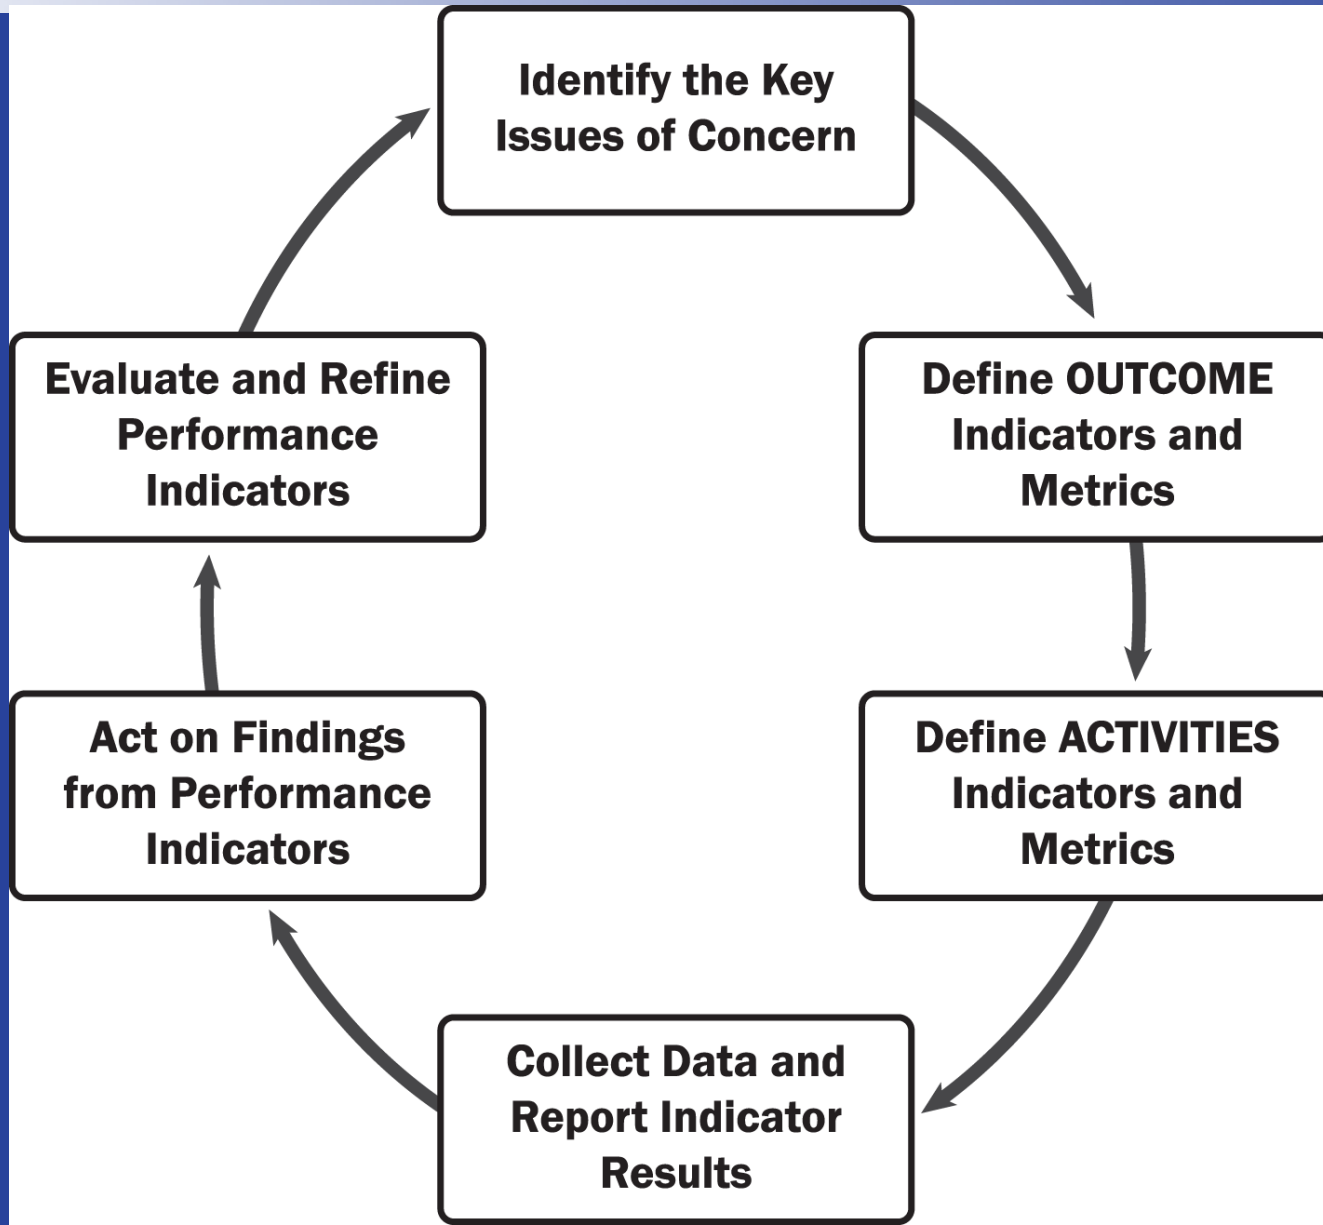 Identify the Key
Issues of Concern
Define OUTCOME
Indicators and
Metrics
Define ACTIVITIES
Indicators and
Metrics
Collect Data and
Report Indicator
Results
Act on Findings
from Performance
Indicators
Evaluate and Refine
Performance
Indicators